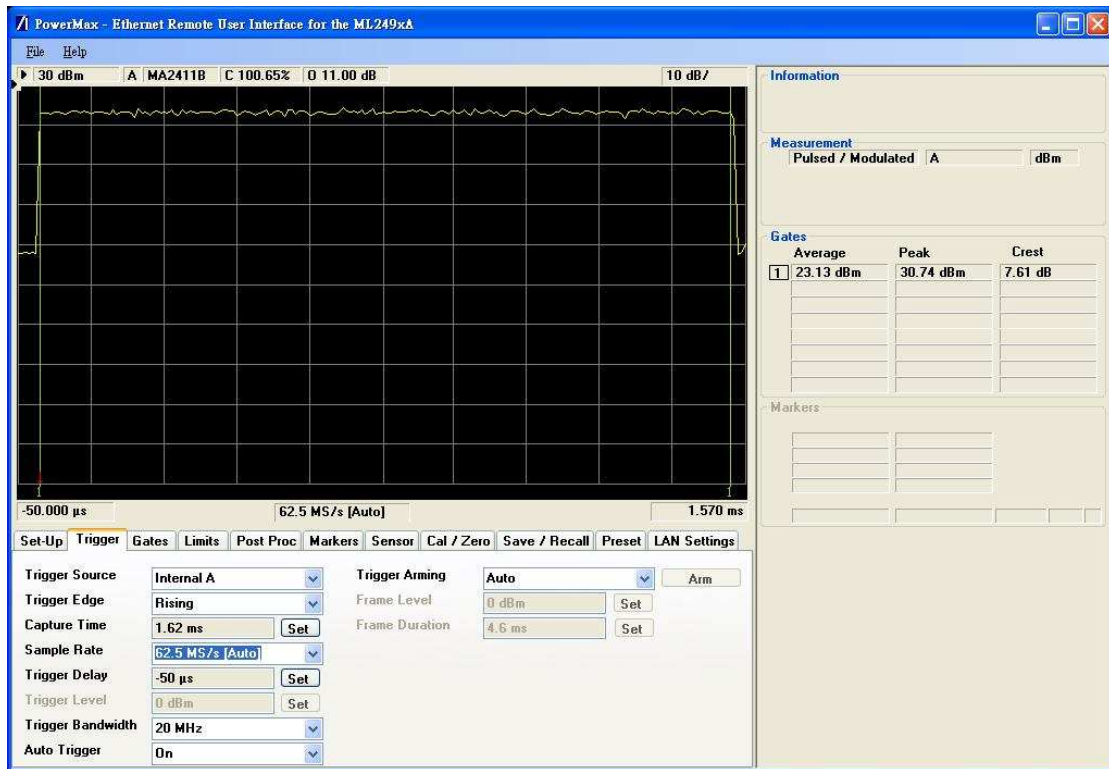 PowerMax - Ethernet Remote User Interface for the ML249xA
File Help
30 dBm A MA2411B C 100.65% O 11.00 dB 10 dB/
1 1
-50.000 µs 62.5 MS/s [Auto] 1.570 ms
Set-Up Trigger Gates Limits Post Proc Markers Sensor Cal / Zero Save / Recall Preset LAN Settings
Trigger Source Internal A Trigger Arming Auto Arm
Trigger Edge Rising Frame Level 0 dBm Set
Capture Time 1.62 ms Set Frame Duration 4.6 ms Set
Sample Rate 62.5 MS/s [Auto]
Trigger Delay -50 µs Set
Trigger Level 0 dBm Set
Trigger Bandwidth 20 MHz
Auto Trigger On
Information
Measurement
Pulsed / Modulated A dBm
Gates
Average Peak Crest
1 23.13 dBm 30.74 dBm 7.61 dB
Markers